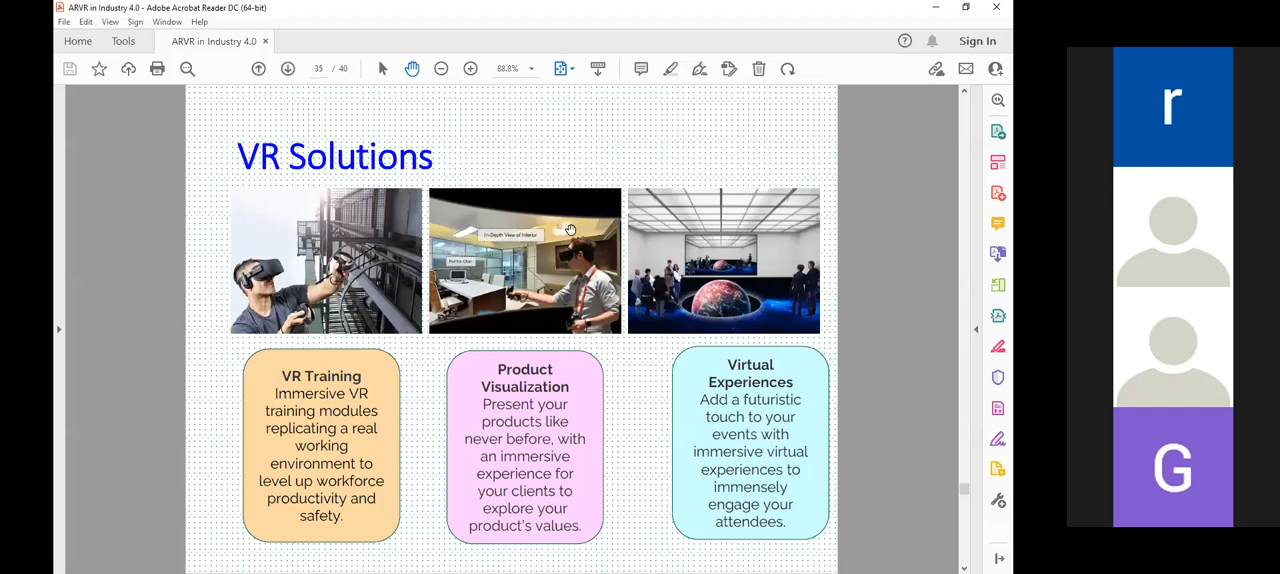 ARVR in Industry 4.0 - Adobe Acrobat Reader DC (64-bit)
File Edit View Sign Window Help
Home Tools ARVR in Industry 4.0 × Sign In
35 / 40 88.8%
VR Solutions
In-Depth View of Interior
VR Training
Immersive VR
training modules
replicating a real
working
environment to
level up workforce
productivity and
safety.
Product
Visualization
Present your
products like
never before, with
an immersive
experience for
your clients to
explore your
product's values.
Virtual
Experiences
Add a futuristic
touch to your
events with
immersive virtual
experiences to
immensely
engage your
attendees.
r
G